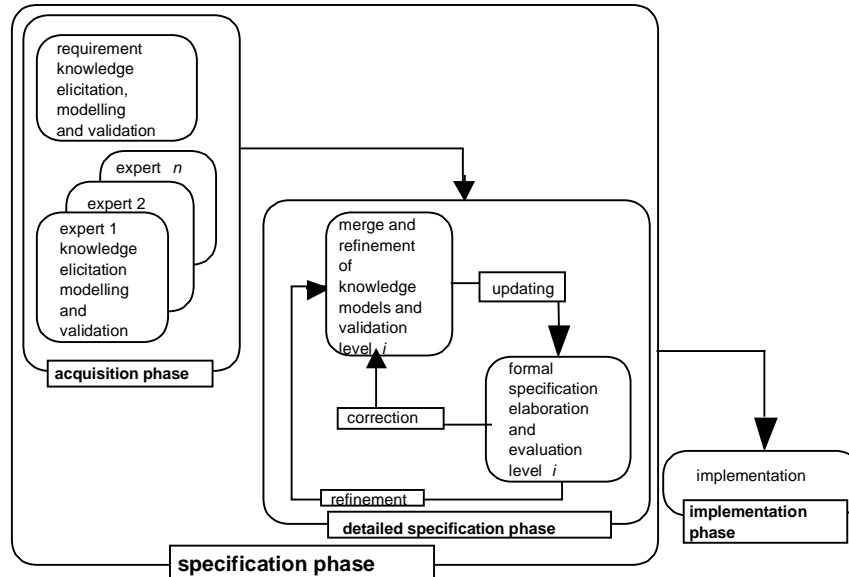 requirement
knowledge
elicitation,
modelling
and validation
expert n
expert 2
expert 1
knowledge
elicitation
modelling
and
validation
acquisition phase
merge and
refinement
of
knowledge
models and
validation
level i
updating
formal
specification
elaboration
and
evaluation
level i
correction
refinement
detailed specification phase
specification phase
implementation
implementation
phase